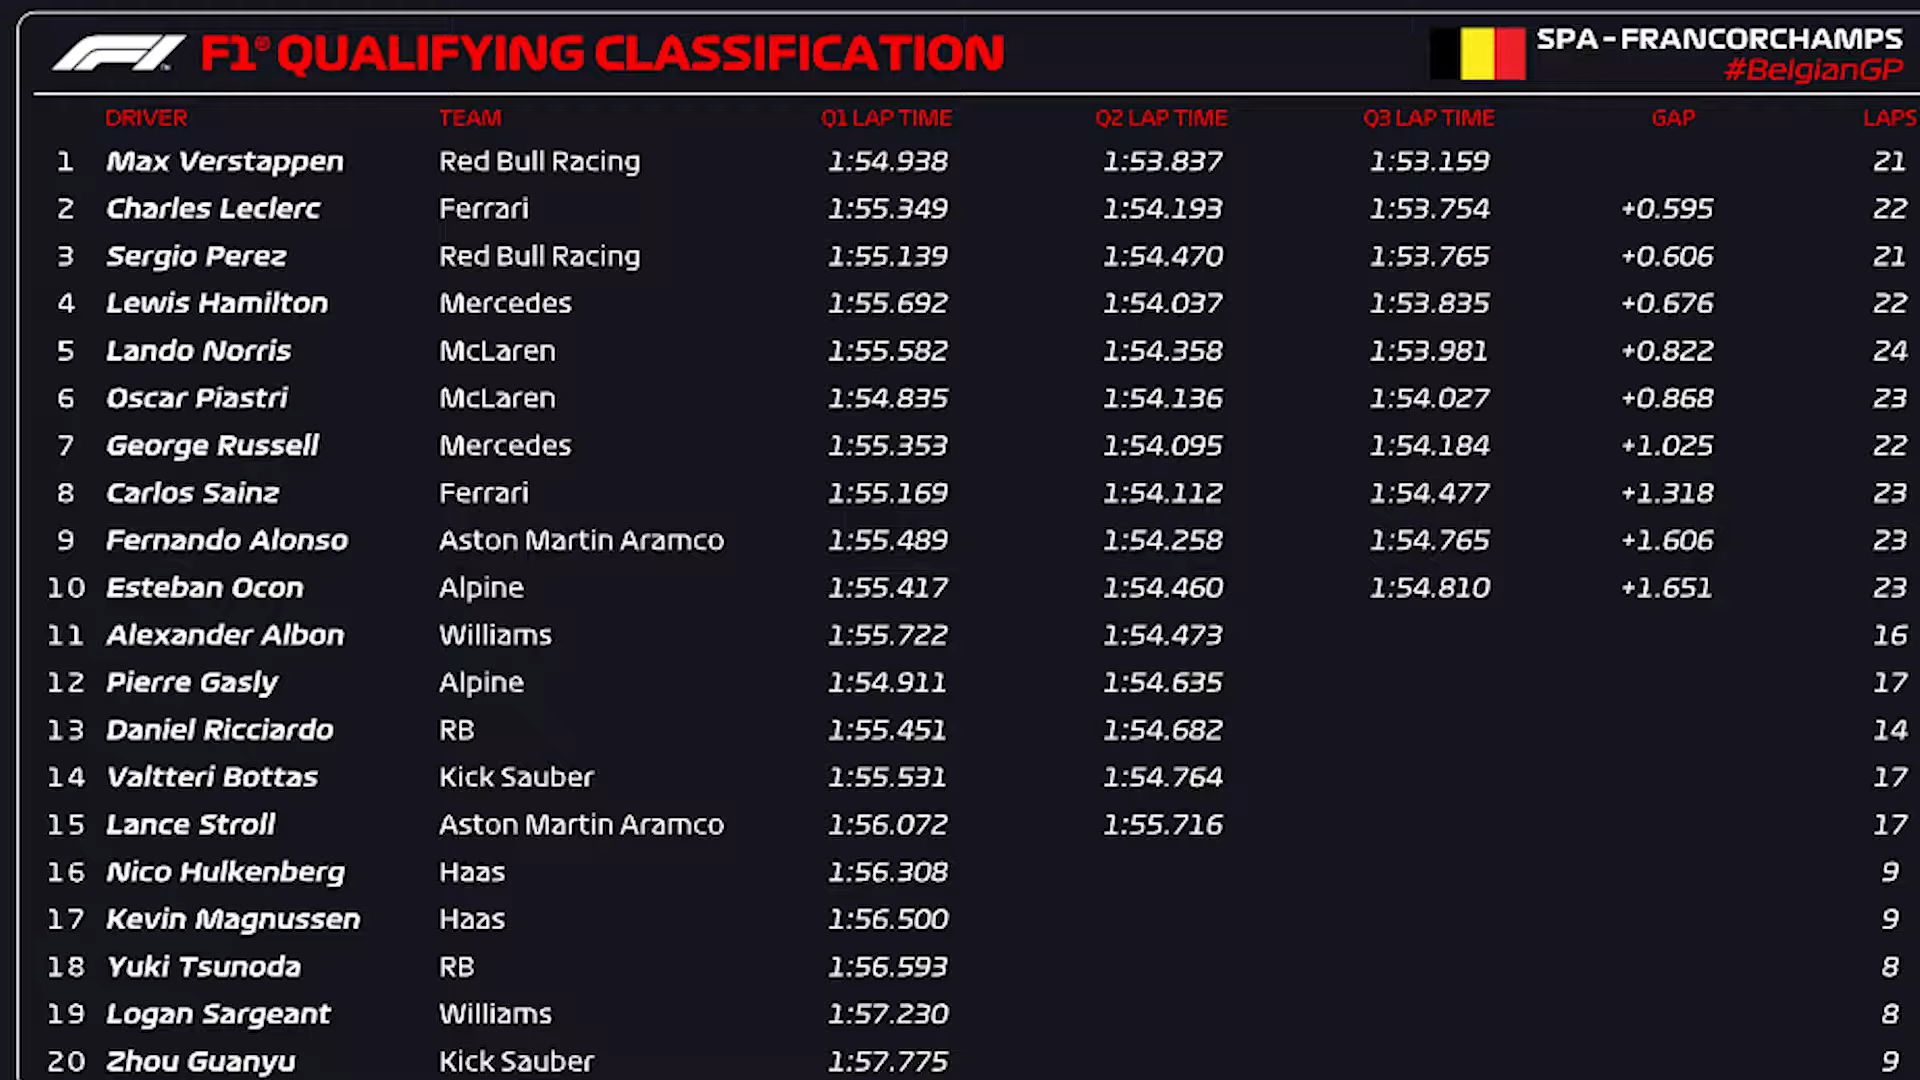 F1® QUALIFYING CLASSIFICATION
SPA-FRANCORCHAMPS
#BelgianGP
DRIVER TEAM Q1 LAP TIME Q2 LAP TIME Q3 LAP TIME GAP LAPS
1 Max Verstappen Red Bull Racing 1:54.938 1:53.837 1:53.159 21
2 Charles Leclerc Ferrari 1:55.349 1:54.193 1:53.754 +0.595 22
3 Sergio Perez Red Bull Racing 1:55.139 1:54.470 1:53.765 +0.606 21
4 Lewis Hamilton Mercedes 1:55.692 1:54.037 1:53.835 +0.676 22
5 Lando Norris McLaren 1:55.582 1:54.358 1:53.981 +0.822 24
6 Oscar Piastri McLaren 1:54.835 1:54.136 1:54.027 +0.868 23
7 George Russell Mercedes 1:55.353 1:54.095 1:54.184 +1.025 22
8 Carlos Sainz Ferrari 1:55.169 1:54.112 1:54.477 +1.318 23
9 Fernando Alonso Aston Martin Aramco 1:55.489 1:54.258 1:54.765 +1.606 23
10 Esteban Ocon Alpine 1:55.417 1:54.460 1:54.810 +1.651 23
11 Alexander Albon Williams 1:55.722 1:54.473 16
12 Pierre Gasly Alpine 1:54.911 1:54.635 17
13 Daniel Ricciardo RB 1:55.451 1:54.682 14
14 Valtteri Bottas Kick Sauber 1:55.531 1:54.764 17
15 Lance Stroll Aston Martin Aramco 1:56.072 1:55.716 17
16 Nico Hulkenberg Haas 1:56.308 9
17 Kevin Magnussen Haas 1:56.500 9
18 Yuki Tsunoda RB 1:56.593 8
19 Logan Sargeant Williams 1:57.230 8
20 Zhou Guanyu Kick Sauber 1:57.775 9